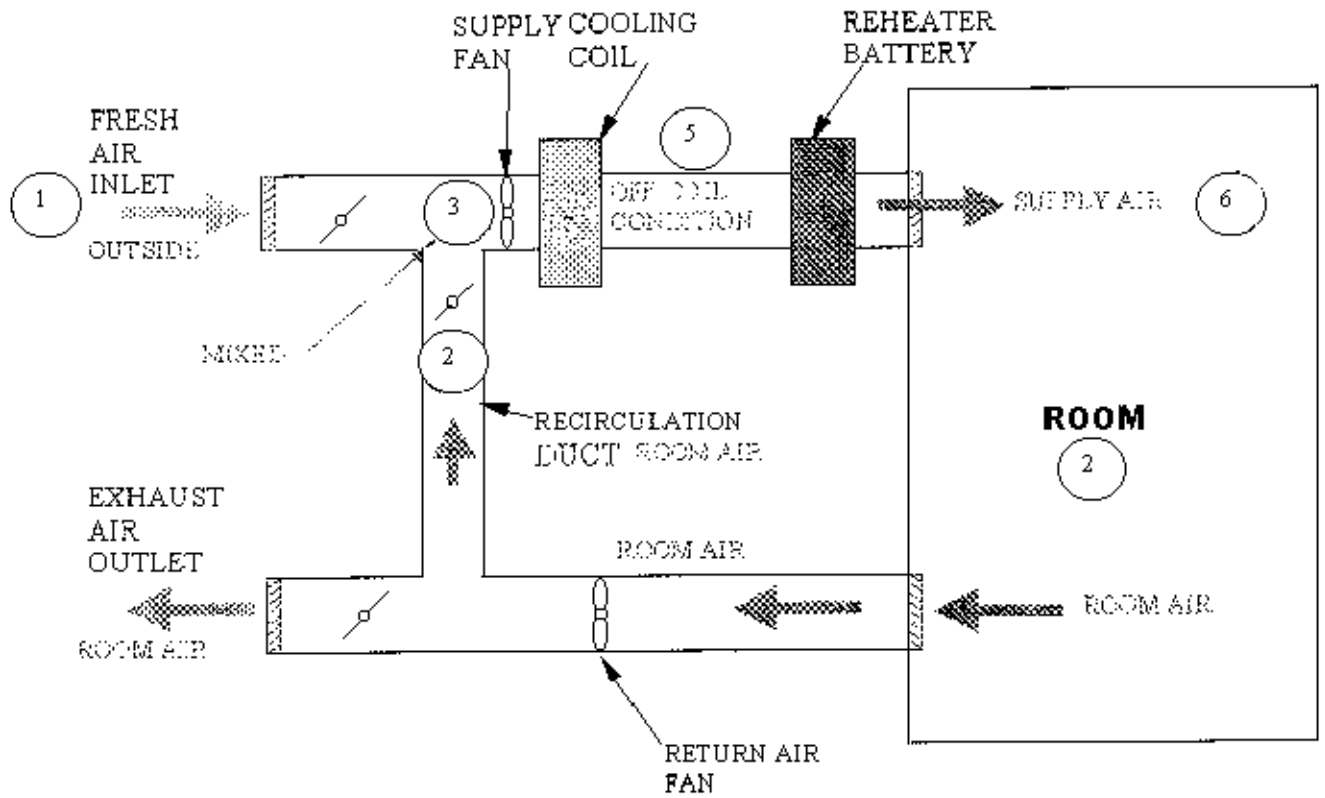 SUPPLY
FAN
COOLING
COIL
REHEATER
BATTERY
FRESH
AIR
INLET
OUTSIDE
1
3
5
OFF COIL
CONDITION
SUPPLY AIR
6
MIXED
2
RECIRCULATION
DUCT ROOM AIR
ROOM
2
EXHAUST
AIR
OUTLET
ROOM AIR
ROOM AIR
ROOM AIR
RETURN AIR
FAN